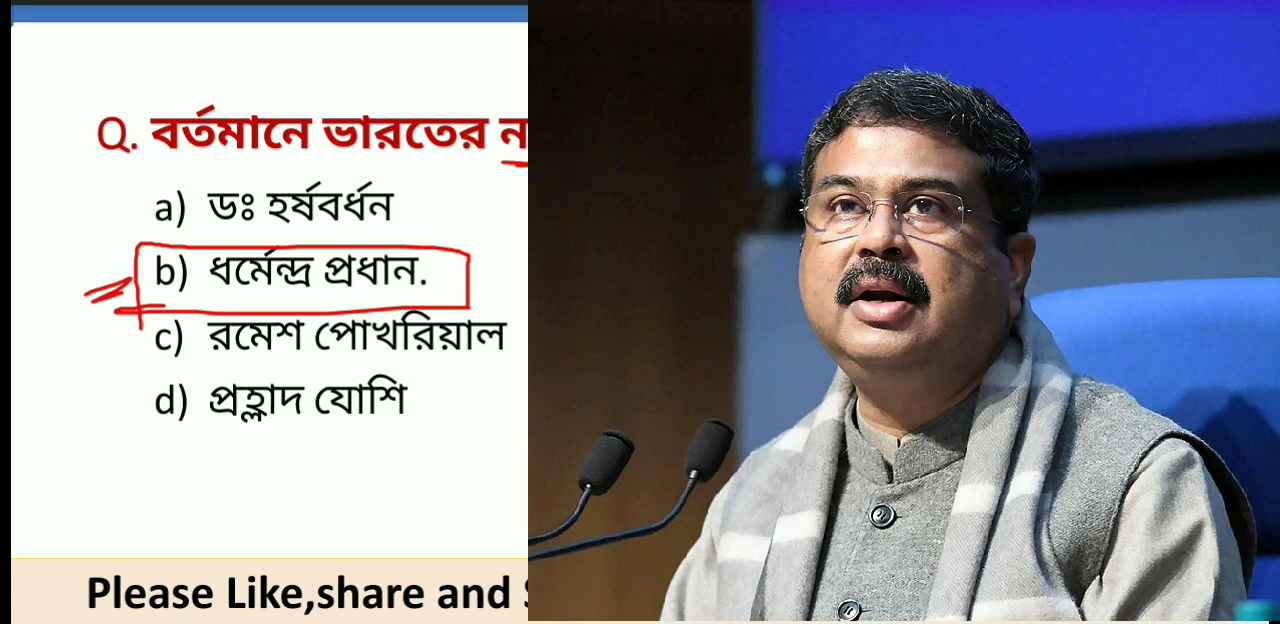 Q. বর্তমানে ভারতের ন
a) ডঃ হর্ষবর্ধন
b) ধর্মেন্দ্র প্রধান.
c) রমেশ পোখরিয়াল
d) প্রহ্লাদ যোশি
Please Like,share and